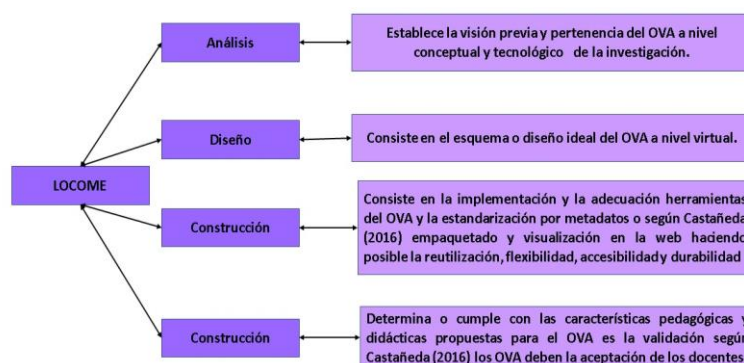 Análisis
Establece la visión previa y pertenencia del OVA a nivel
conceptual y tecnológico de la investigación.
Diseño
Consiste en el esquema o diseño ideal del OVA a nivel virtual.
LOCOME
Construcción
Consiste en la implementación y la adecuación herramientas
del OVA y la estandarización por metadatos o según Castañeda
(2016) empaquetado y visualización en la web haciendo
posible la reutilización, flexibilidad, accesibilidad y durabilidad
Construcción
Determina o cumple con las características pedagógicas y
didácticas propuestas para el OVA es la validación según
Castañeda (2016) los OVA deben la aceptación de los docentes